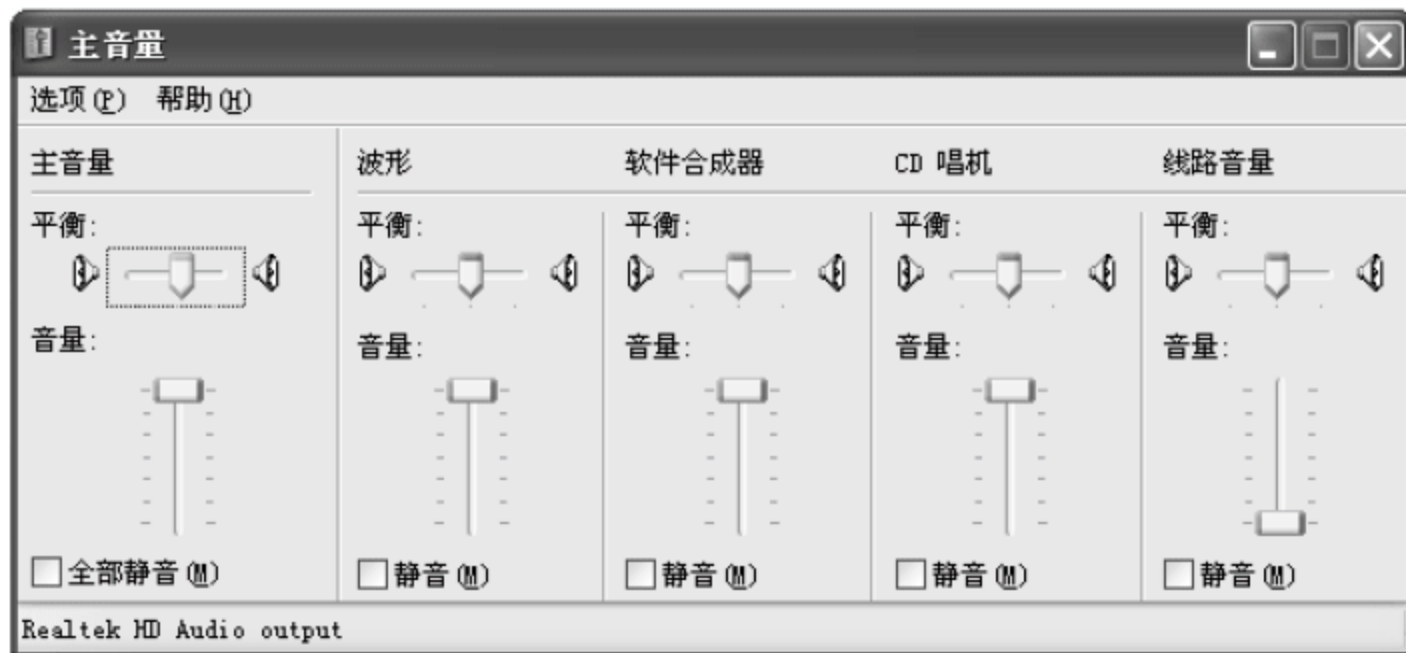 主音量
选项(P) 帮助(H)
主音量 波形 软件合成器 CD 唱机 线路音量
平衡: 平衡: 平衡: 平衡: 平衡:
音量: 音量: 音量: 音量: 音量:
全部静音(M) 静音(M) 静音(M) 静音(M) 静音(M)
Realtek HD Audio output